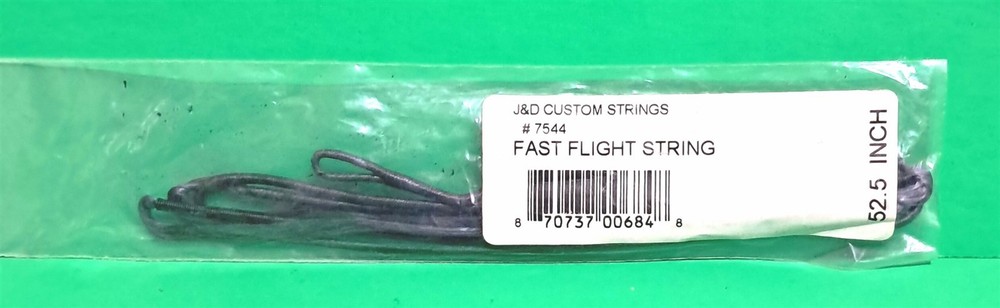 J&D CUSTOM STRINGS
# 7544
FAST FLIGHT STRING
8 70737 00684 8
52.5 INCH